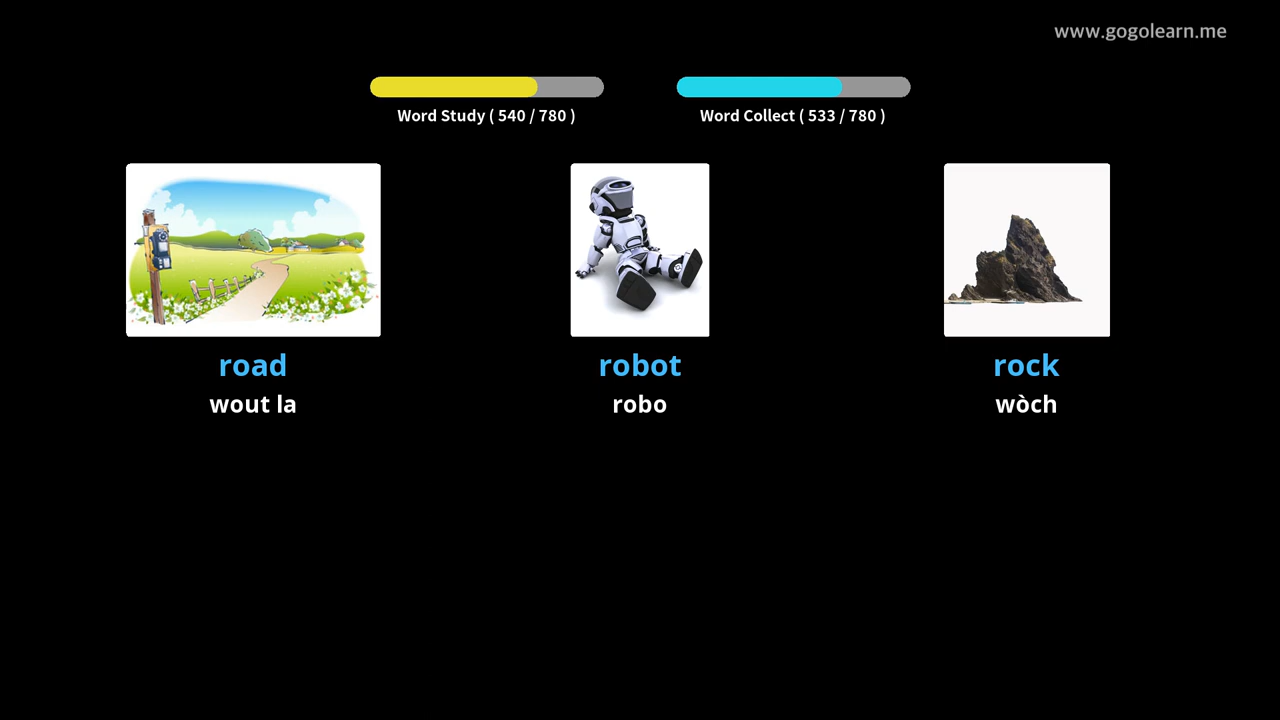 www.gogolearn.me
Word Study ( 540 / 780 )
Word Collect ( 533 / 780 )
road
robot
rock
wout la
robo
wòch